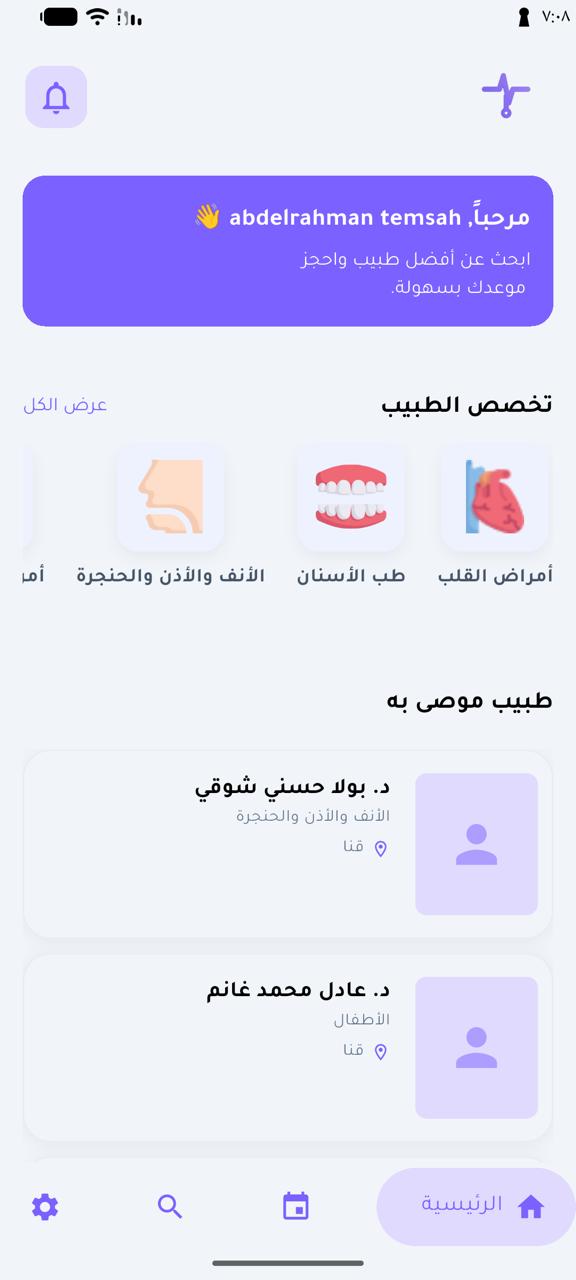 ٧:٠٨
مرحباً, abdelrahman temsah 👋
ابحث عن أفضل طبيب واحجز
موعدك بسهولة.
تخصص الطبيب
عرض الكل
أمراض القلب
طب الأسنان
الأنف والأذن والحنجرة
أمر
طبيب موصى به
د. بولا حسني شوقي
الأنف والأذن والحنجرة
قنا
د. عادل محمد غانم
الأطفال
قنا
الرئيسية